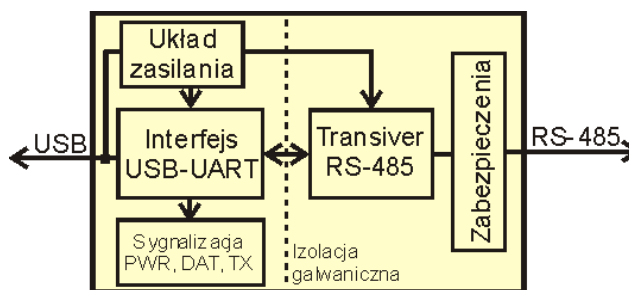 Układ
zasilania
USB
Interfejs
USB-UART
Transiver
RS-485
Zabezpieczenia
RS-485
Sygnalizacja
PWR, DAT, TX
Izolacja
galwaniczna